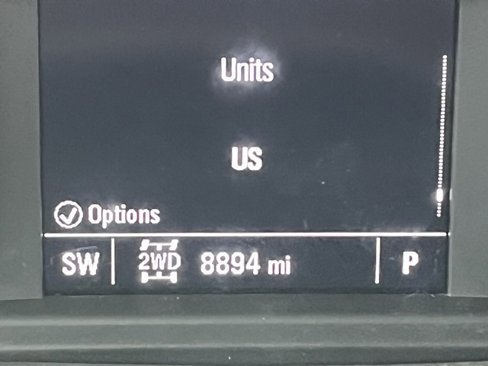 Units
US
Options
SW 2WD 8894 mi P